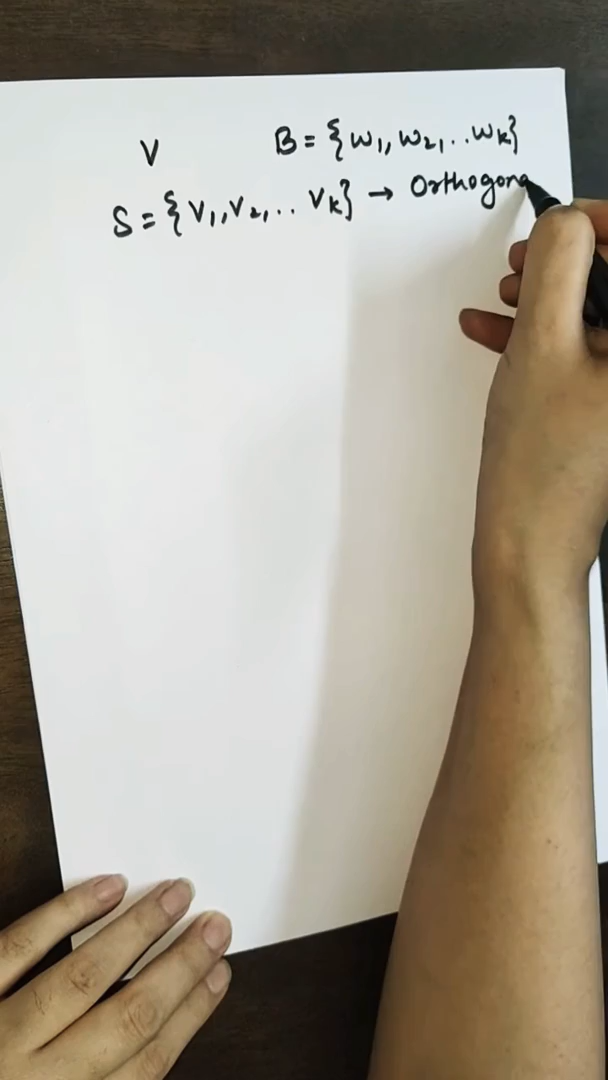 V B = {w₁, w₂, .. wₖ}
S = {v₁, v₂, .. vₖ} → Orthogona